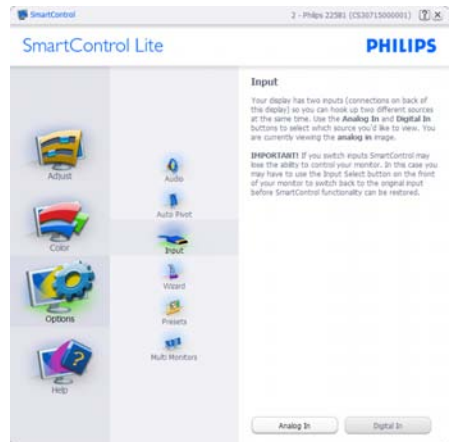 SmartControl
2 - Philips 225B1 (CS30715000001)
SmartControl Lite
PHILIPS
Adjust
Color
Options
Help
Audio
Auto Pivot
Input
Wizard
Presets
Multi Monitors
Input
Your display has two inputs (connections on back of
the display) so you can hook up two different sources
at the same time. Use the Analog In and Digital In
buttons to select which source you'd like to view. You
are currently viewing the analog in image.
IMPORTANT! If you switch inputs SmartControl may
lose the ability to control your monitor. In this case you
may have to use the Input Select button on the front
of your monitor to switch back to the original input
before SmartControl functionality can be restored.
Analog In
Digital In